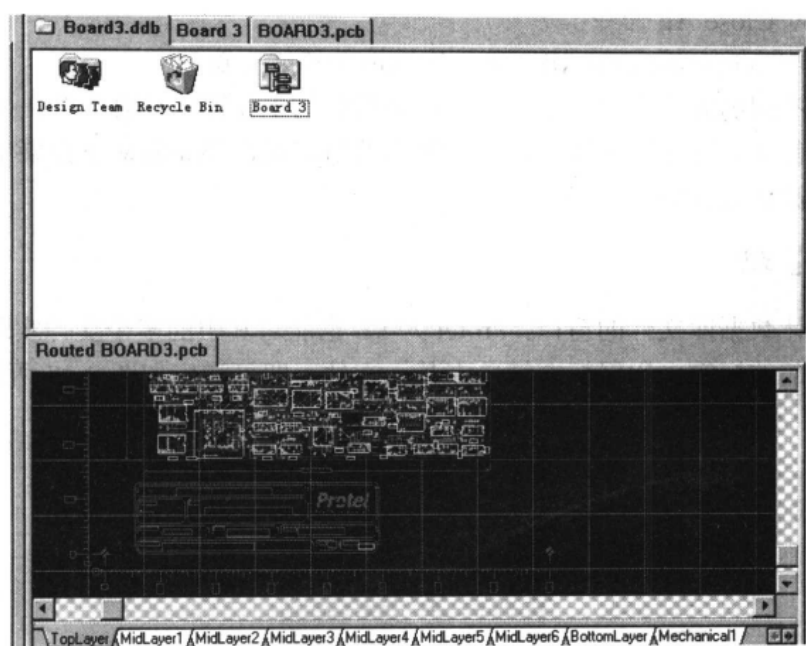 Board3.ddb Board 3 BOARD3.pcb
Design Team Recycle Bin Board 3
Routed BOARD3.pcb
Protel
TopLayer MidLayer1 MidLayer2 MidLayer3 MidLayer4 MidLayer5 MidLayer6 BottomLayer Mechanical1